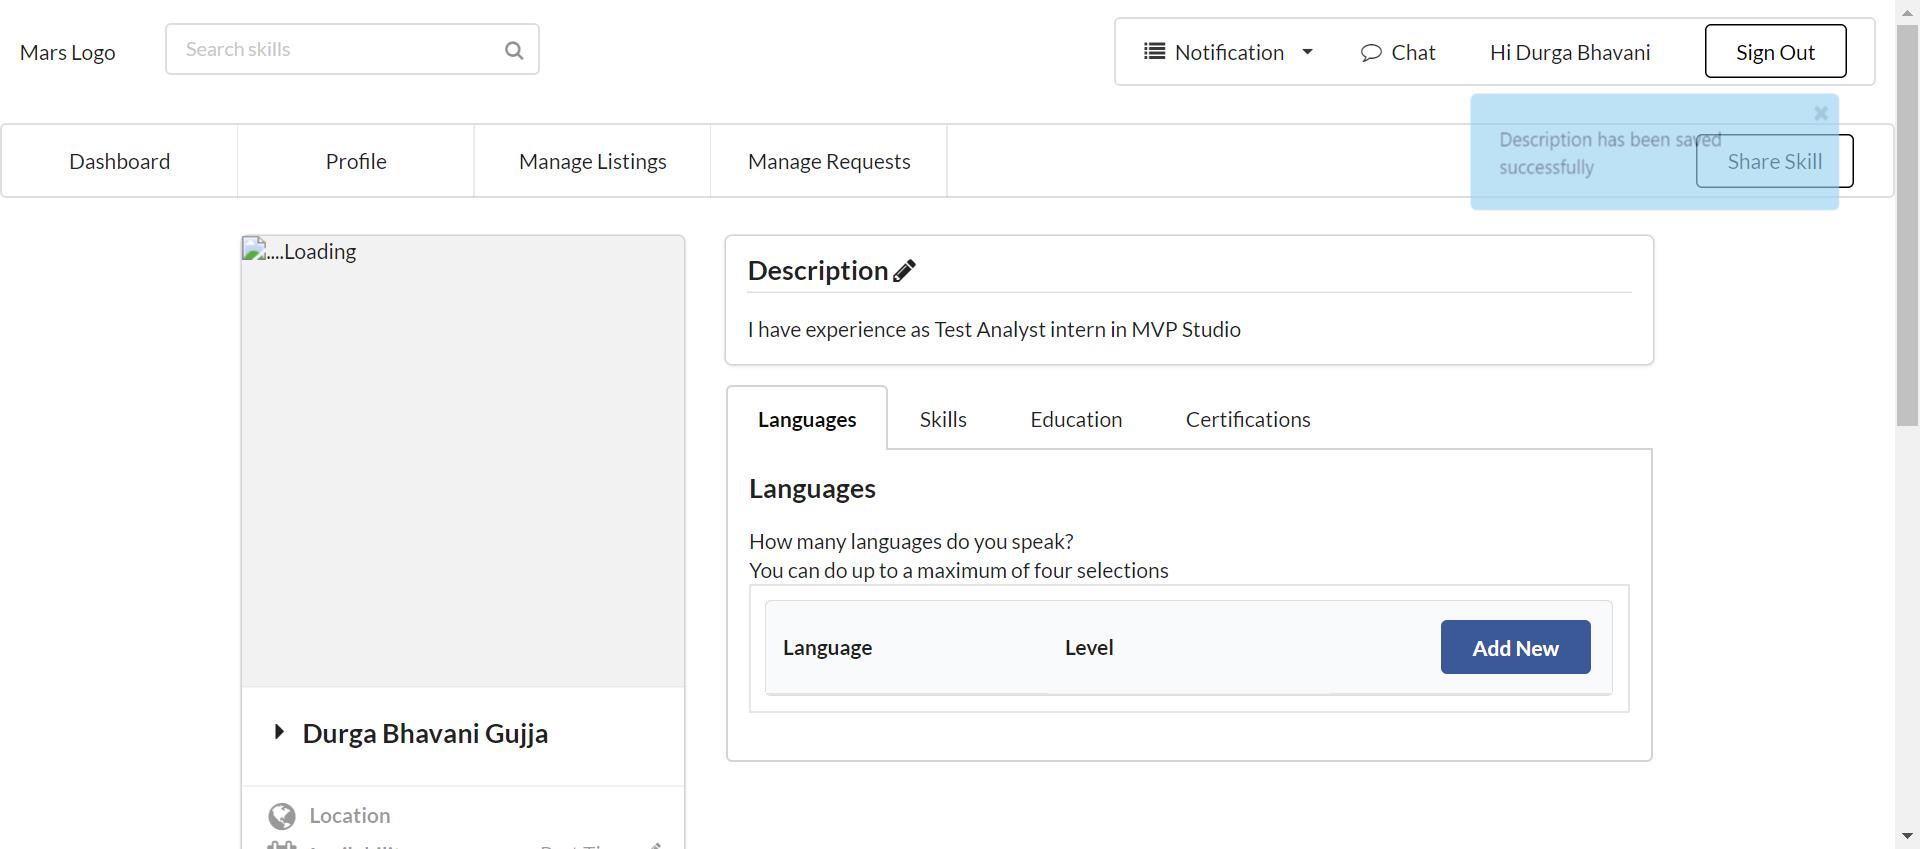 Mars Logo
Search skills
Notification
Chat
Hi Durga Bhavani
Sign Out
Description has been saved
successfully
Dashboard
Profile
Manage Listings
Manage Requests
Share Skill
....Loading
Description
I have experience as Test Analyst intern in MVP Studio
Languages
Skills
Education
Certifications
Languages
How many languages do you speak?
You can do up to a maximum of four selections
Language
Level
Add New
Durga Bhavani Gujja
Location